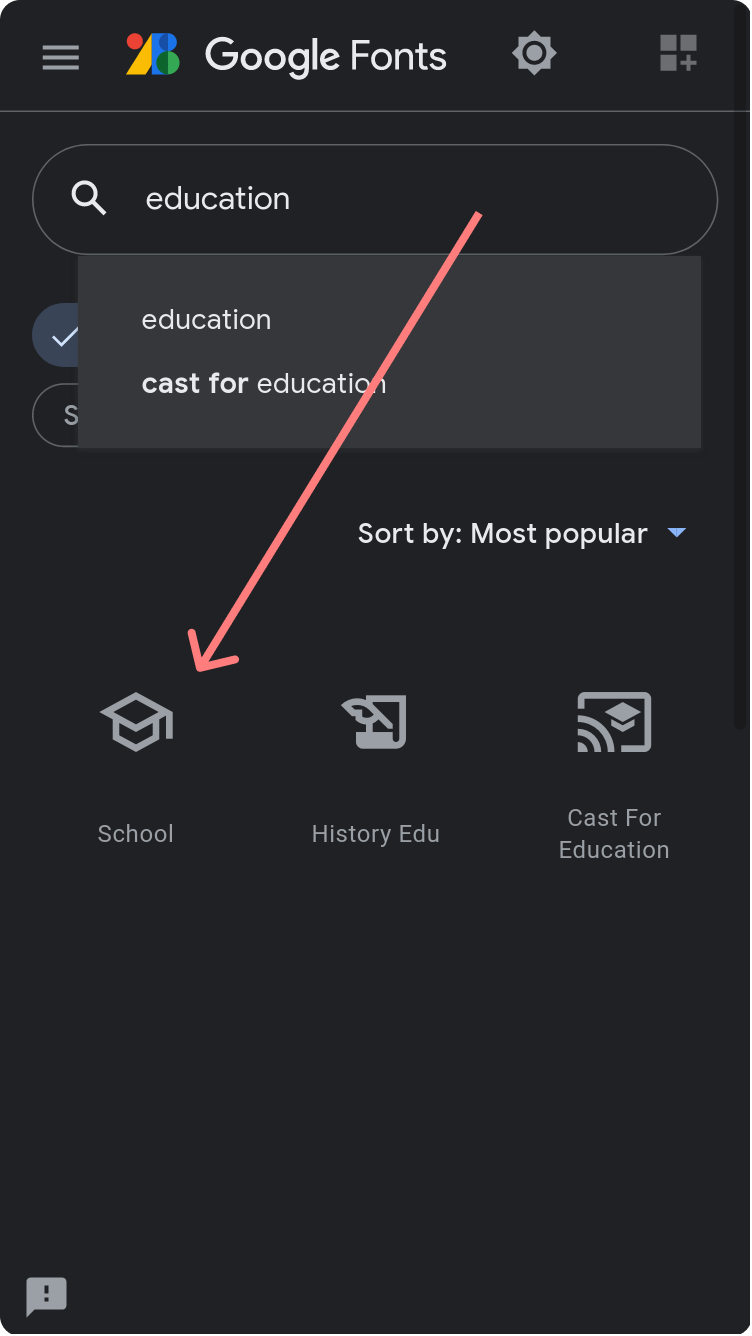 Google Fonts
education
education
cast for education
S
Sort by: Most popular
School
History Edu
Cast For
Education